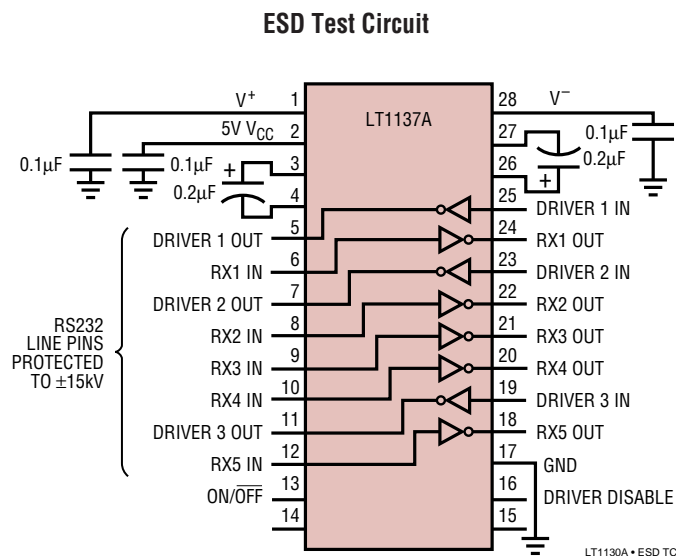 ESD Test Circuit
LT1137A
V+ 1
5V VCC 2
3
4
0.1µF
0.1µF
+
0.2µF
DRIVER 1 OUT 5
RX1 IN 6
DRIVER 2 OUT 7
RX2 IN 8
RX3 IN 9
RX4 IN 10
DRIVER 3 OUT 11
RX5 IN 12
ON/OFF 13
14
RS232
LINE PINS
PROTECTED
TO ±15kV
28 V−
27
26
0.1µF
0.2µF
+
25 DRIVER 1 IN
24 RX1 OUT
23 DRIVER 2 IN
22 RX2 OUT
21 RX3 OUT
20 RX4 OUT
19 DRIVER 3 IN
18 RX5 OUT
17 GND
16 DRIVER DISABLE
15
LT1130A • ESD TC